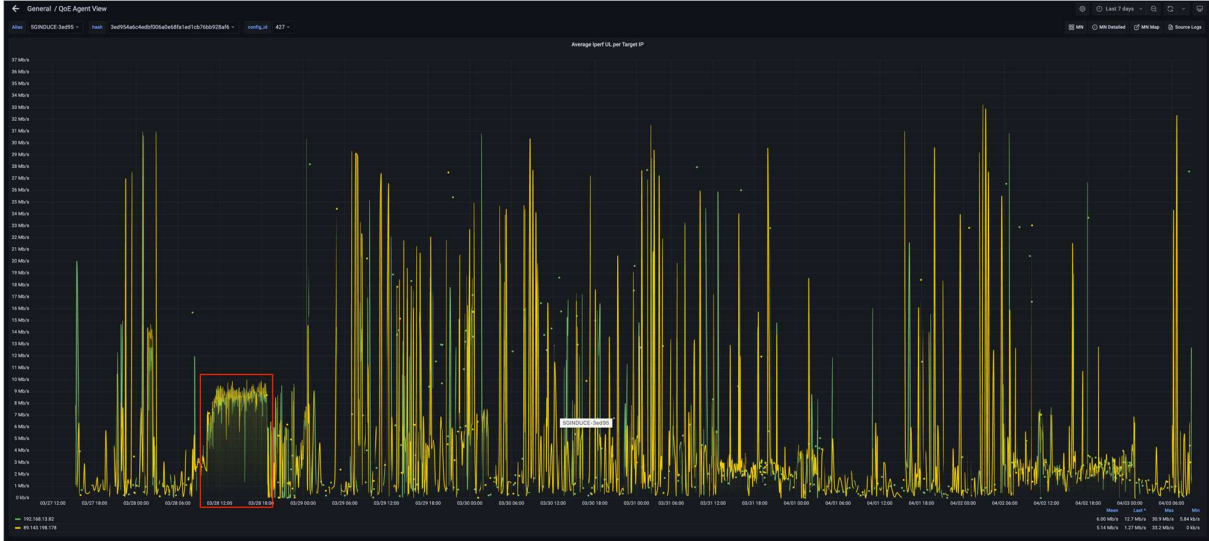 General / QoE Agent View
Last 7 days
Alias SGINDUCE-3ed95 hash 3ed954a6c4edbf006a0e68fa1ed1cb76bb928af6 config_id 427
MN MN Detailed MN Map Source Logs
Average Iperf UL per Target IP
37 Mb/s
36 Mb/s
35 Mb/s
34 Mb/s
33 Mb/s
32 Mb/s
31 Mb/s
30 Mb/s
29 Mb/s
28 Mb/s
27 Mb/s
26 Mb/s
25 Mb/s
24 Mb/s
23 Mb/s
22 Mb/s
21 Mb/s
20 Mb/s
19 Mb/s
18 Mb/s
17 Mb/s
16 Mb/s
15 Mb/s
14 Mb/s
13 Mb/s
12 Mb/s
11 Mb/s
10 Mb/s
9 Mb/s
8 Mb/s
7 Mb/s
6 Mb/s
5 Mb/s
4 Mb/s
3 Mb/s
2 Mb/s
1 Mb/s
0 kb/s
5GINDUCE-3ed95
03/27 12:00 03/27 18:00 03/28 00:00 03/28 06:00 03/28 12:00 03/28 18:00 03/29 00:00 03/29 06:00 03/29 12:00 03/29 18:00 03/30 00:00 03/30 06:00 03/30 12:00 03/30 18:00 03/31 00:00 03/31 06:00 03/31 12:00 03/31 18:00 04/01 00:00 04/01 06:00 04/01 12:00 04/01 18:00 04/02 00:00 04/02 06:00 04/02 12:00 04/02 18:00 04/03 00:00 04/03 06:00
Mean Last * Max Min
192.168.13.82 6.00 Mb/s 12.7 Mb/s 30.9 Mb/s 5.84 kb/s
89.143.198.178 5.14 Mb/s 1.27 Mb/s 33.2 Mb/s 0 kb/s